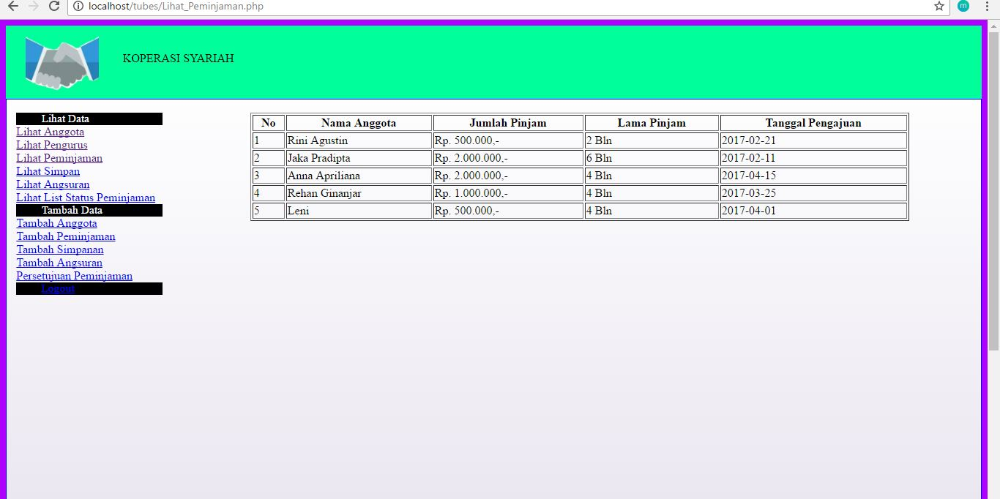 localhost/tubes/Lihat_Peminjaman.php
m
KOPERASI SYARIAH
Lihat Data
Lihat Anggota
Lihat Pengurus
Lihat Peminjaman
Lihat Simpan
Lihat Angsuran
Lihat List Status Peminjaman
Tambah Data
Tambah Anggota
Tambah Peminjaman
Tambah Simpanan
Tambah Angsuran
Persetujuan Peminjaman
Logout
No Nama Anggota Jumlah Pinjam Lama Pinjam Tanggal Pengajuan
1 Rini Agustin Rp. 500.000,- 2 Bln 2017-02-21
2 Jaka Pradipta Rp. 2.000.000,- 6 Bln 2017-02-11
3 Anna Apriliana Rp. 2.000.000,- 4 Bln 2017-04-15
4 Rehan Ginanjar Rp. 1.000.000,- 4 Bln 2017-03-25
5 Leni Rp. 500.000,- 4 Bln 2017-04-01